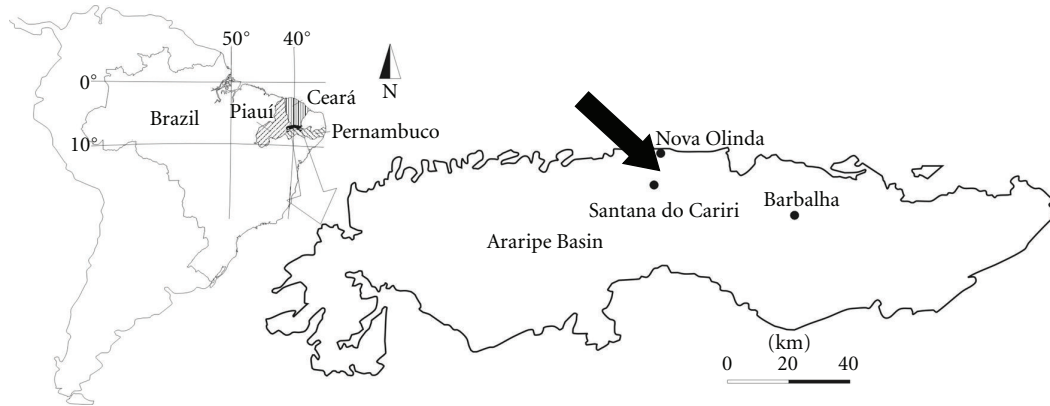 50° 40°
0°
N
Ceará
Brazil
Piauí
Pernambuco
10°
Nova Olinda
Santana do Cariri
Barbalha
Araripe Basin
(km)
0 20 40